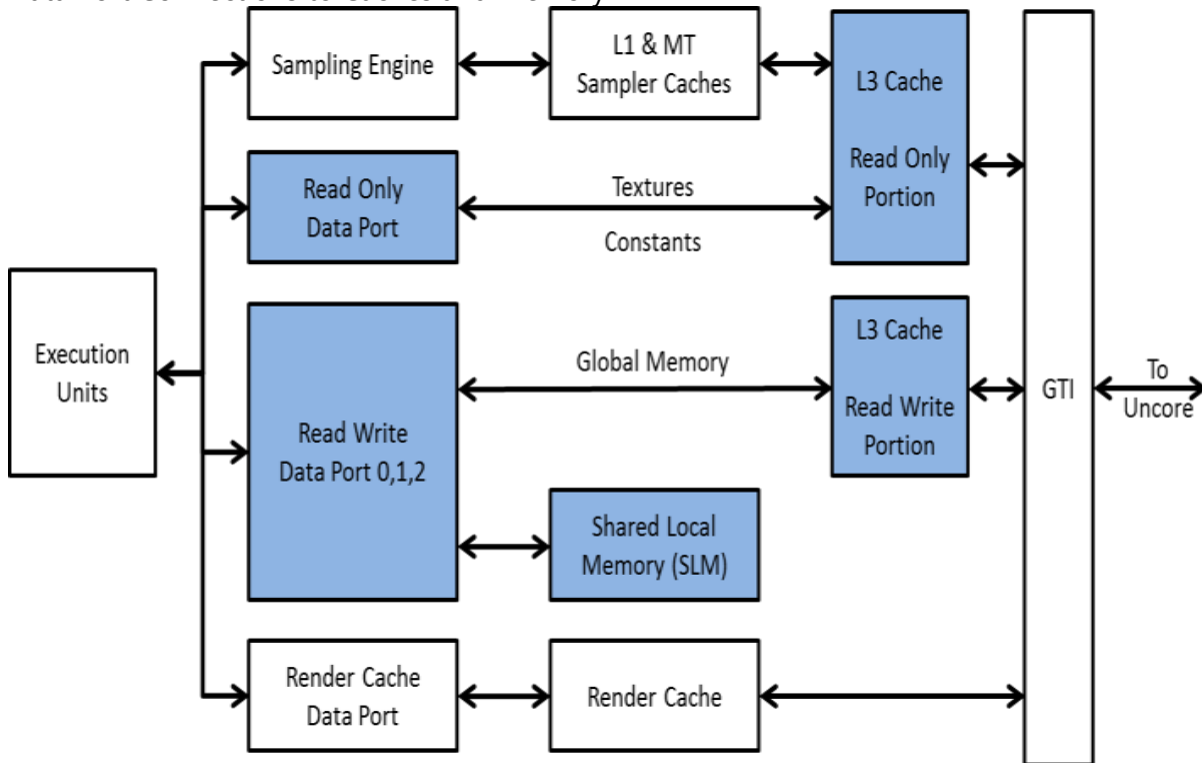 Sampling Engine
L1 & MT
Sampler Caches
L3 Cache
Read Only
Portion
Read Only
Data Port
Textures
Constants
Execution
Units
Read Write
Data Port 0,1,2
Global Memory
L3 Cache
Read Write
Portion
GTI
To
Uncore
Shared Local
Memory (SLM)
Render Cache
Data Port
Render Cache